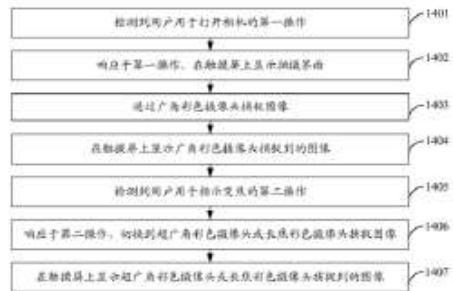 检测到用户用于打开相机的第一操作
1401
响应于第一操作，在触摸屏上显示拍摄界面
1402
通过广角彩色摄像头捕捉图像
1403
在触摸屏上显示广角彩色摄像头捕捉到的图像
1404
检测到用户用于指示变焦的第二操作
1405
响应于第二操作，切换到超广角彩色摄像头或长焦彩色摄像头捕捉图像
1406
在触摸屏上显示超广角彩色摄像头或长焦彩色摄像头捕捉到的图像
1407